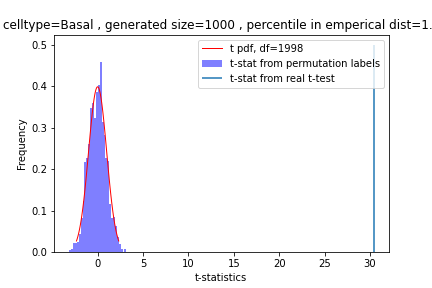 celltype=Basal , generated size=1000 , percentile in emperical dist=1.
t pdf, df=1998
t-stat from permutation labels
t-stat from real t-test
Frequency
0.5
0.4
0.3
0.2
0.1
0.0
0 5 10 15 20 25 30
t-statistics